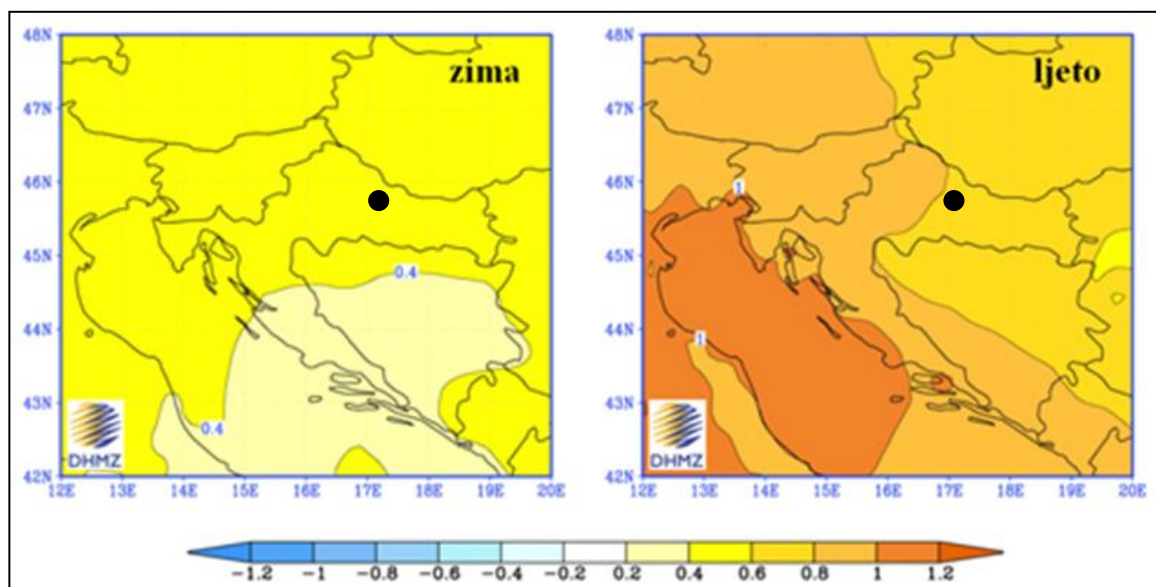 48N
zima
47N
46N
45N
0.4
44N
43N
0.4
DHMZ
42N
12E 13E 14E 15E 16E 17E 18E 19E 20E
48N
ljeto
47N
46N
1
45N
44N
1
43N
DHMZ
42N
12E 13E 14E 15E 16E 17E 18E 19E 20E
-1.2 -1 -0.8 -0.6 -0.4 -0.2 0.2 0.4 0.6 0.8 1 1.2